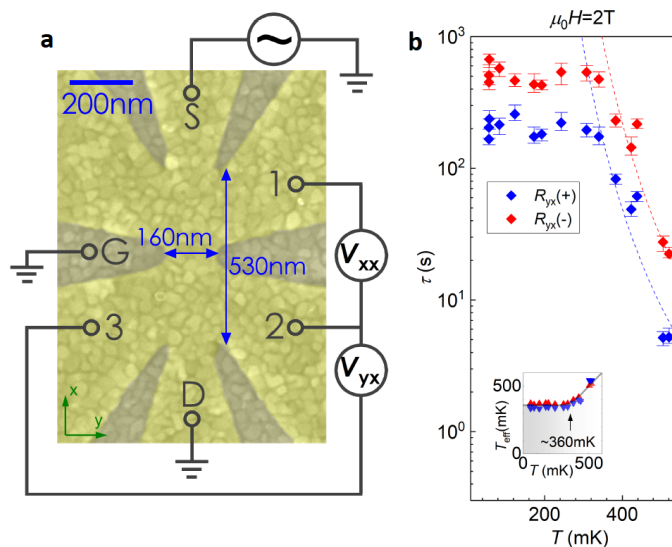 a
~
200nm
S
1
160nm
530nm
G
Vxx
3
2
Vyx
D
x
y
b
μ0H=2T
10³
10²
10¹
10⁰
τ (s)
Ryx(+)
Ryx(-)
500
0
Teff(mK)
~360mK
0
500
T (mK)
0
200
400
T (mK)